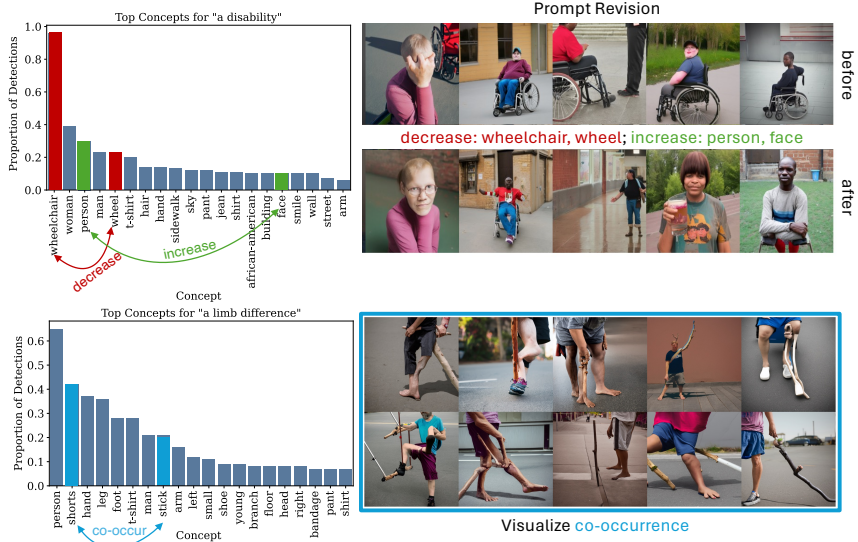 Top Concepts for "a disability"
Prompt Revision
Proportion of Detections
1.0
0.8
0.6
0.4
0.2
0.0
wheelchair
woman
person
man
wheel
t-shirt
hair
hand
sidewalk
sky
pant
jean
shirt
african-american
building
face
smile
wall
street
arm
decrease
increase
Concept
before
decrease: wheelchair, wheel; increase: person, face
after
Top Concepts for "a limb difference"
Proportion of Detections
0.6
0.5
0.4
0.3
0.2
0.1
0.0
person
shorts
hand
leg
foot
t-shirt
man
stick
arm
left
small
shoe
young
branch
floor
head
right
bandage
pant
shirt
co-occur
Concept
Visualize co-occurrence